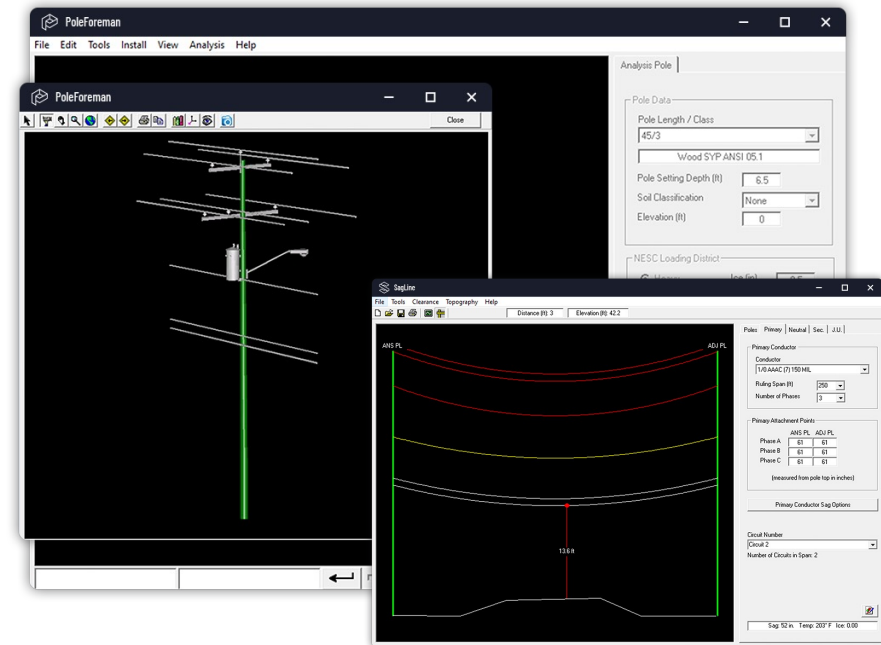 PoleForeman
File Edit Tools Install View Analysis Help
Analysis Pole
Pole Data
Pole Length / Class
45/3
Wood SYP ANSI 05.1
Pole Setting Depth (ft) 6.5
Soil Classification None
Elevation (ft) 0
NESC Loading District
PoleForeman
Close
SagLine
File Tools Clearance Topography Help
Distance (ft): 3 Elevation (ft): 42.2
ANS PL ADJ PL
13.6 ft
Poles Primary Neutral Sec. J.U.
Primary Conductor
Conductor
1/0 AAAC (7) 150 MIL
Ruling Span (ft) 250
Number of Phases 3
Primary Attachment Points
ANS PL ADJ PL
Phase A 61 61
Phase B 61 61
Phase C 61 61
(measured from pole top in inches)
Primary Conductor Sag Options
Circuit Number
Circuit 2
Number of Circuits in Span: 2
Sag: 52 in. Temp: 203° F Ice: 0.00